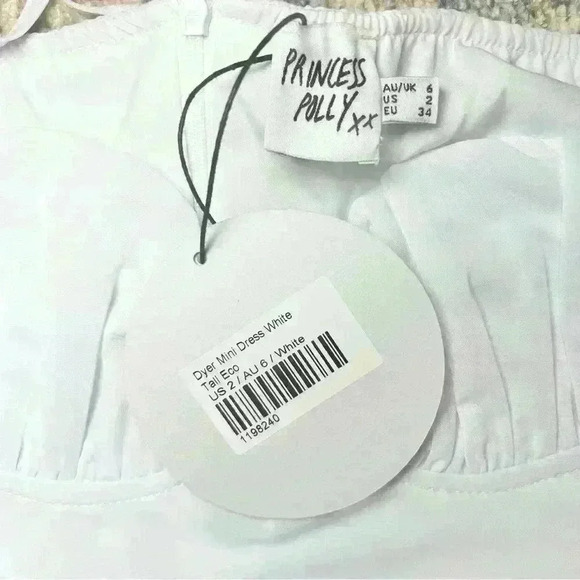 PRINCESS
POLLY
xx
AU/UK 6
US 2
EU 34
Dyer Mini Dress White
Tall Eco
US 2 / AU 6 / White
1198240